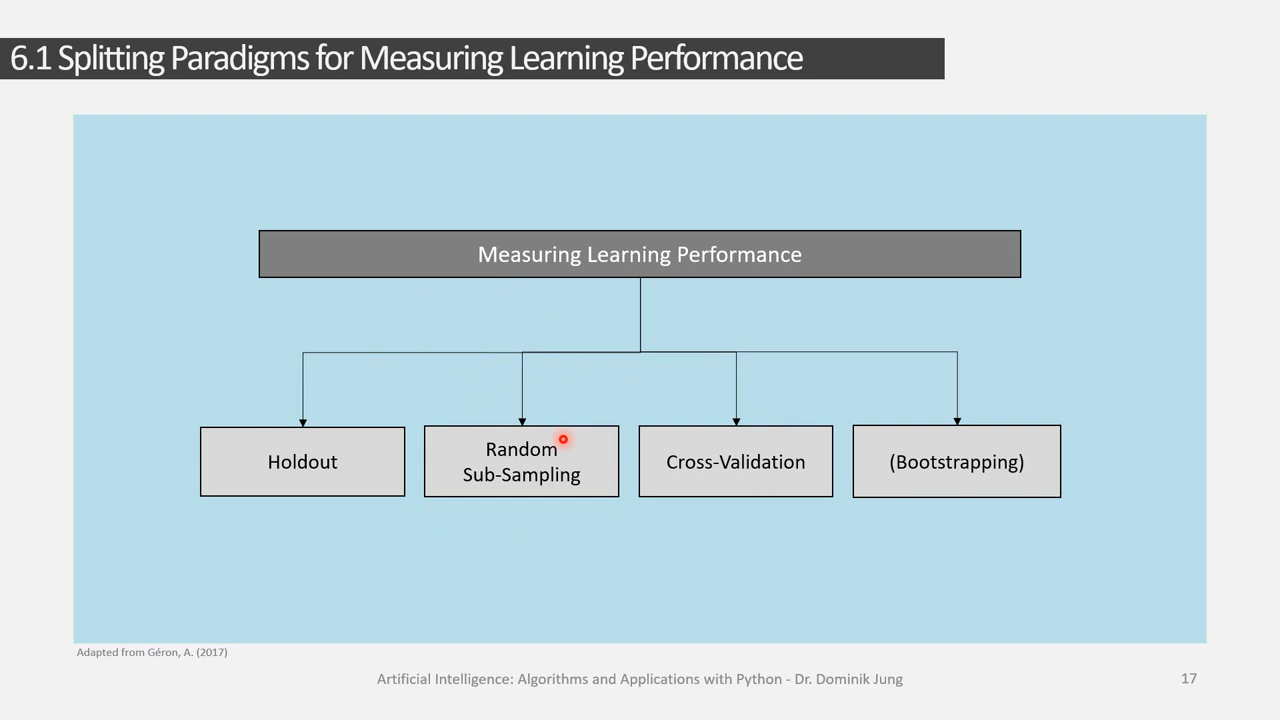 6.1 Splitting Paradigms for Measuring Learning Performance
Measuring Learning Performance
Holdout
Random
Sub-Sampling
Cross-Validation
(Bootstrapping)
Adapted from Géron, A. (2017)
Artificial Intelligence: Algorithms and Applications with Python - Dr. Dominik Jung
17